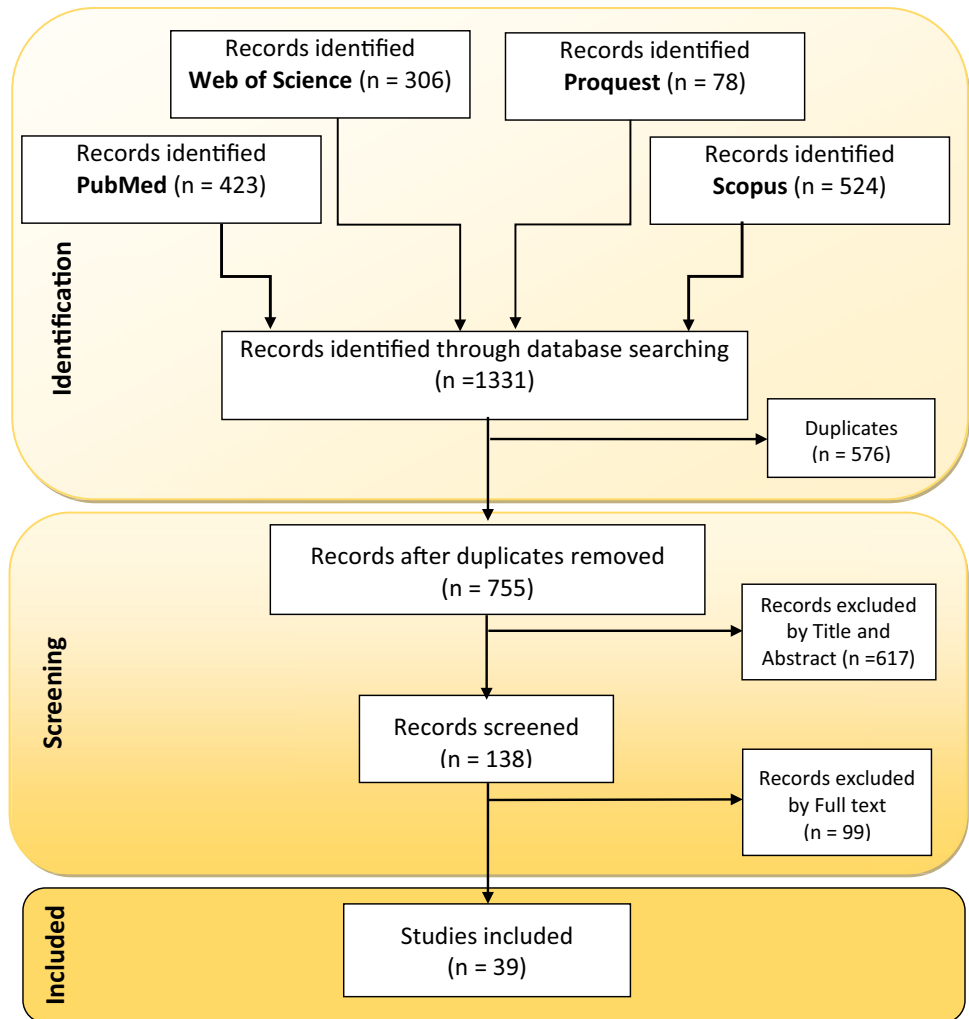 Records identified
Web of Science (n = 306)
Records identified
Proquest (n = 78)
Records identified
PubMed (n = 423)
Records identified
Scopus (n = 524)
Identification
Records identified through database searching
(n =1331)
Duplicates
(n = 576)
Records after duplicates removed
(n = 755)
Records excluded
by Title and
Abstract (n =617)
Screening
Records screened
(n = 138)
Records excluded
by Full text
(n = 99)
Included
Studies included
(n = 39)